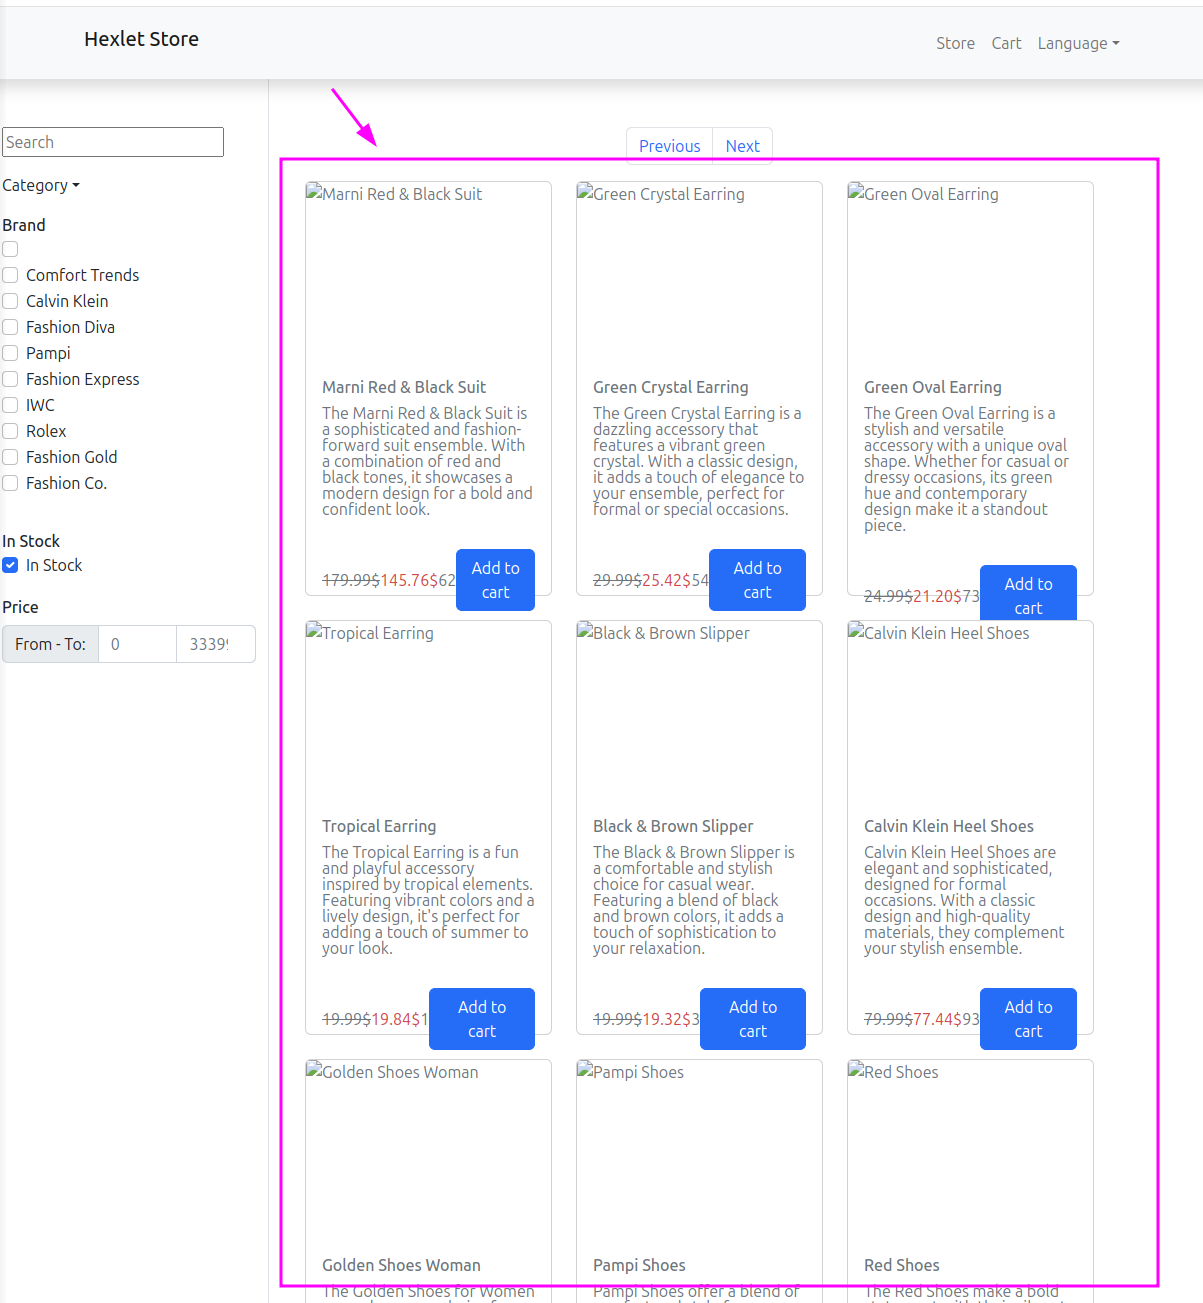 Hexlet Store
Store Cart Language
Search
Category
Brand
Comfort Trends
Calvin Klein
Fashion Diva
Pampi
Fashion Express
IWC
Rolex
Fashion Gold
Fashion Co.
In Stock
In Stock
Price
From - To: 0 33399
Previous Next
Marni Red & Black Suit
Marni Red & Black Suit
The Marni Red & Black Suit is
a sophisticated and fashion-
forward suit ensemble. With
a combination of red and
black tones, it showcases a
modern design for a bold and
confident look.
179.99$145.76$62
Add to
cart
Green Crystal Earring
Green Crystal Earring
The Green Crystal Earring is a
dazzling accessory that
features a vibrant green
crystal. With a classic design,
it adds a touch of elegance to
your ensemble, perfect for
formal or special occasions.
29.99$25.42$54
Add to
cart
Green Oval Earring
Green Oval Earring
The Green Oval Earring is a
stylish and versatile
accessory with a unique oval
shape. Whether for casual or
dressy occasions, its green
hue and contemporary
design make it a standout
piece.
24.99$21.20$73
Add to
cart
Tropical Earring
Tropical Earring
The Tropical Earring is a fun
and playful accessory
inspired by tropical elements.
Featuring vibrant colors and a
lively design, it's perfect for
adding a touch of summer to
your look.
19.99$19.84$1
Add to
cart
Black & Brown Slipper
Black & Brown Slipper
The Black & Brown Slipper is
a comfortable and stylish
choice for casual wear.
Featuring a blend of black
and brown colors, it adds a
touch of sophistication to
your relaxation.
19.99$19.32$3
Add to
cart
Calvin Klein Heel Shoes
Calvin Klein Heel Shoes
Calvin Klein Heel Shoes are
elegant and sophisticated,
designed for formal
occasions. With a classic
design and high-quality
materials, they complement
your stylish ensemble.
79.99$77.44$93
Add to
cart
Golden Shoes Woman
Golden Shoes Woman
The Golden Shoes for Women
Pampi Shoes
Pampi Shoes
Pampi Shoes offer a blend of
Red Shoes
Red Shoes
The Red Shoes make a bold